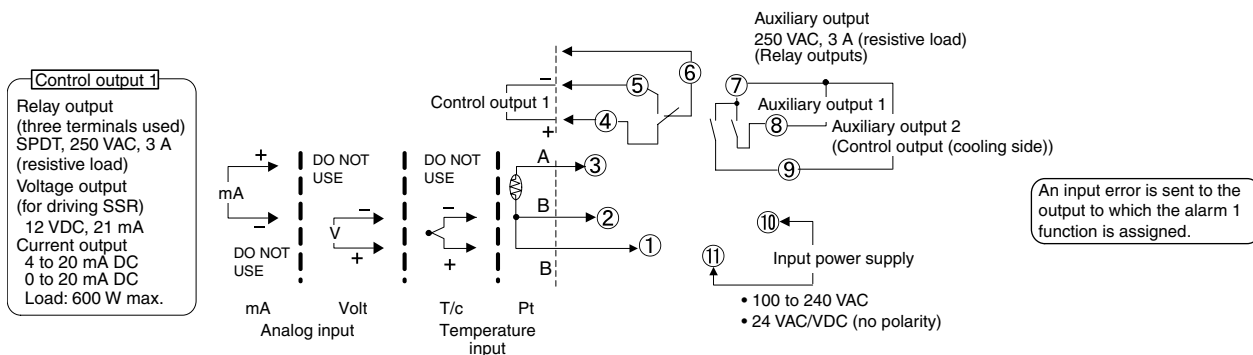 Control output 1
Relay output
(three terminals used)
SPDT, 250 VAC, 3 A
(resistive load)
Voltage output
(for driving SSR)
12 VDC, 21 mA
Current output
4 to 20 mA DC
0 to 20 mA DC
Load: 600 W max.
Auxiliary output
250 VAC, 3 A (resistive load)
(Relay outputs)
Control output 1
−
+
⑥
⑤
④
⑦
Auxiliary output 1
⑧
Auxiliary output 2
(Control output (cooling side))
⑨
+
mA
−
DO NOT
USE
DO NOT
USE
−
V
+
DO NOT
USE
−
+
A
③
B
②
①
B
⑩
⑪
Input power supply
• 100 to 240 VAC
• 24 VAC/VDC (no polarity)
An input error is sent to the
output to which the alarm 1
function is assigned.
mA
Volt
T/c
Pt
Analog input
Temperature
input